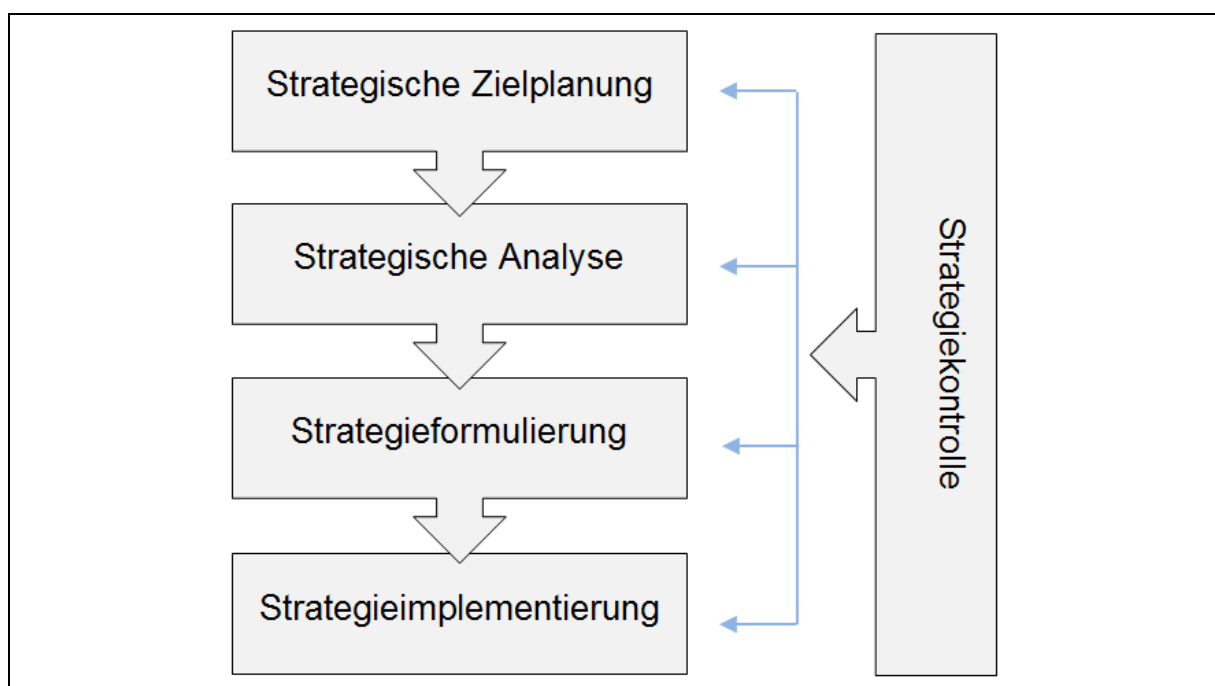 Strategische Zielplanung
Strategische Analyse
Strategieformulierung
Strategieimplementierung
Strategiekontrolle